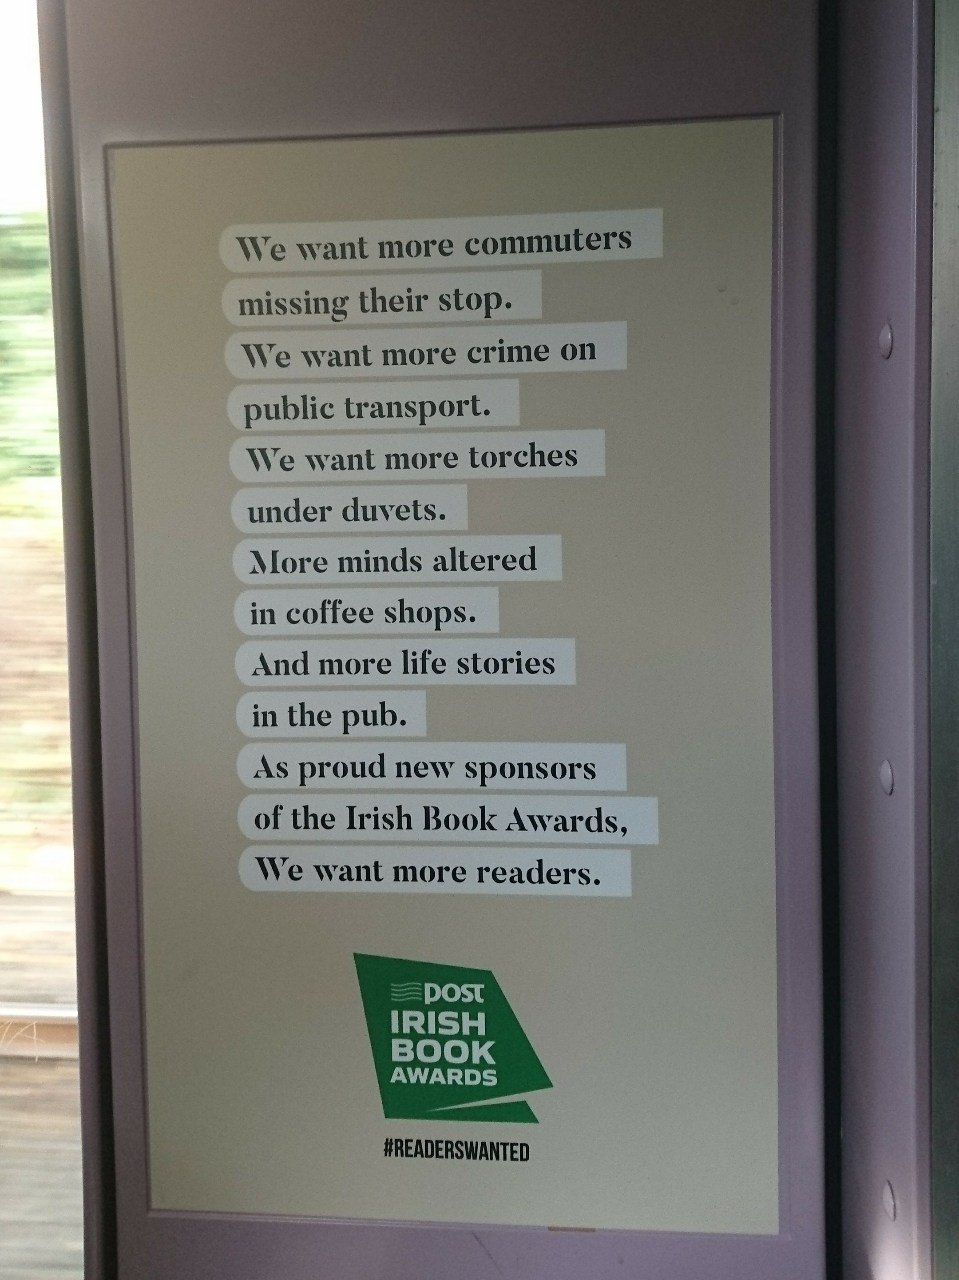 We want more commuters
missing their stop.
We want more crime on
public transport.
We want more torches
under duvets.
More minds altered
in coffee shops.
And more life stories
in the pub.
As proud new sponsors
of the Irish Book Awards,
We want more readers.
post
IRISH
BOOK
AWARDS
#READERSWANTED